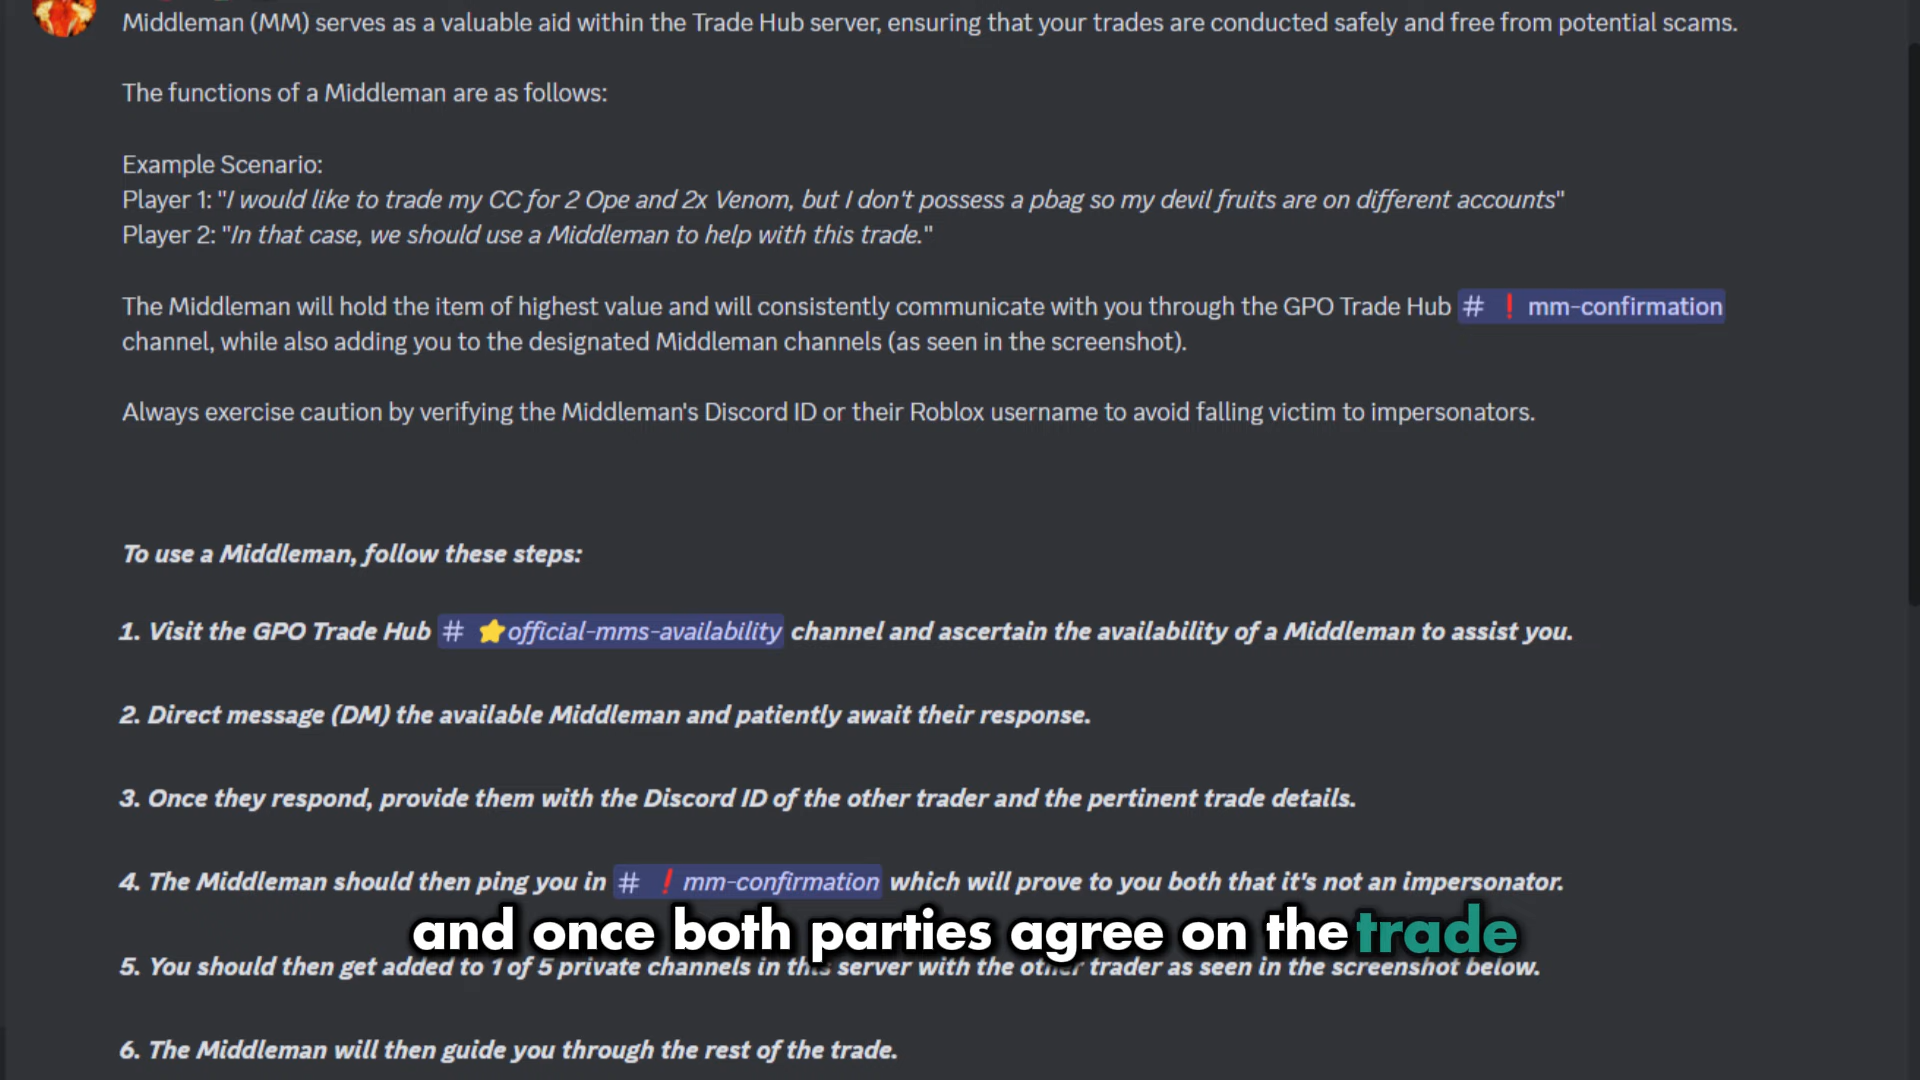 Middleman (MM) serves as a valuable aid within the Trade Hub server, ensuring that your trades are conducted safely and free from potential scams.
The functions of a Middleman are as follows:
Example Scenario:
Player 1: "I would like to trade my CC for 2 Ope and 2x Venom, but I don't possess a pbag so my devil fruits are on different accounts"
Player 2: "In that case, we should use a Middleman to help with this trade."
The Middleman will hold the item of highest value and will consistently communicate with you through the GPO Trade Hub # ❗ mm-confirmation
channel, while also adding you to the designated Middleman channels (as seen in the screenshot).
Always exercise caution by verifying the Middleman's Discord ID or their Roblox username to avoid falling victim to impersonators.
To use a Middleman, follow these steps:
1. Visit the GPO Trade Hub # ⭐official-mms-availability channel and ascertain the availability of a Middleman to assist you.
2. Direct message (DM) the available Middleman and patiently await their response.
3. Once they respond, provide them with the Discord ID of the other trader and the pertinent trade details.
4. The Middleman should then ping you in # ❗ mm-confirmation which will prove to you both that it's not an impersonator.
and once both parties agree on the trade
5. You should then get added to 1 of 5 private channels in this server with the other trader as seen in the screenshot below.
6. The Middleman will then guide you through the rest of the trade.